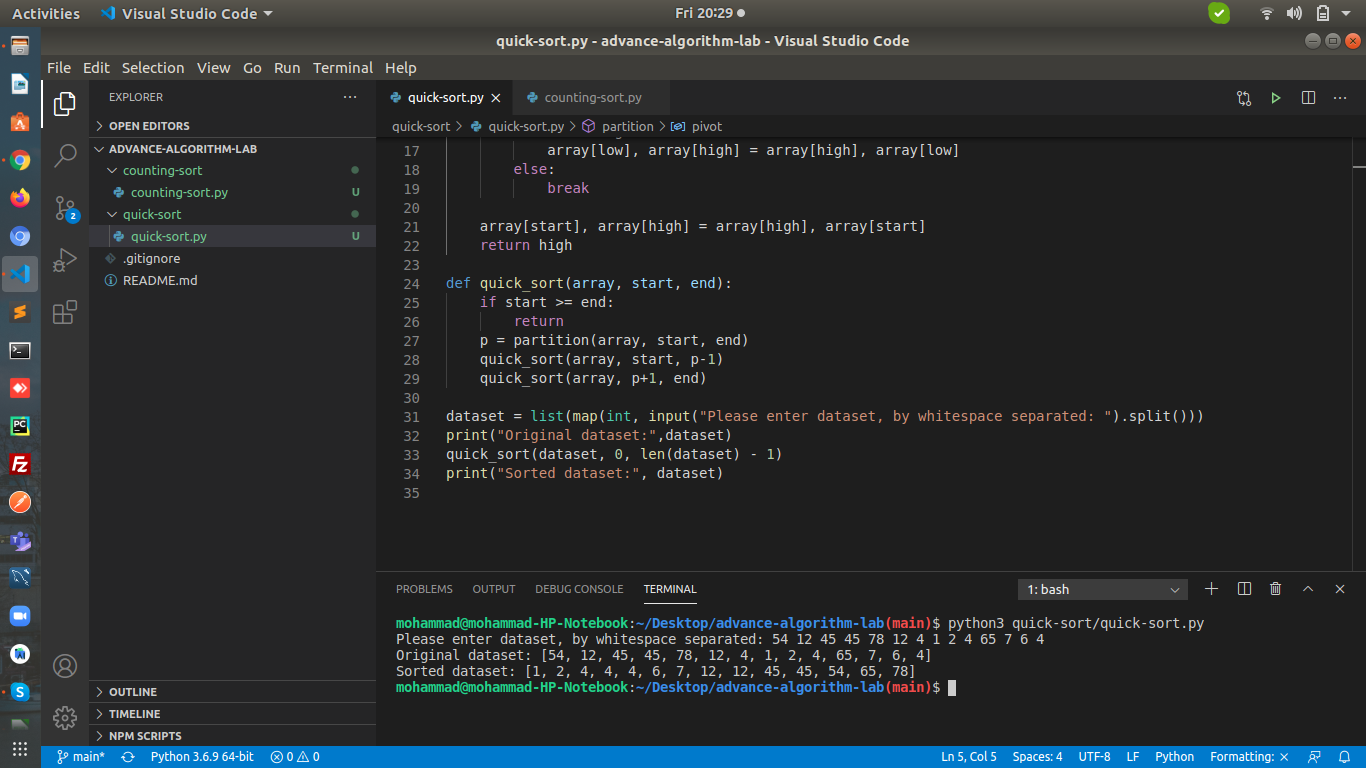 Activities Visual Studio Code Fri 20:29
quick-sort.py - advance-algorithm-lab - Visual Studio Code
File Edit Selection View Go Run Terminal Help
EXPLORER
OPEN EDITORS
ADVANCE-ALGORITHM-LAB
counting-sort
counting-sort.py U
quick-sort
quick-sort.py U
.gitignore
README.md
OUTLINE
TIMELINE
NPM SCRIPTS
2
PC
FZ
quick-sort.py counting-sort.py
quick-sort > quick-sort.py > partition > pivot
17 array[low], array[high] = array[high], array[low]
18 else:
19 break
20
21 array[start], array[high] = array[high], array[start]
22 return high
23
24 def quick_sort(array, start, end):
25 if start >= end:
26 return
27 p = partition(array, start, end)
28 quick_sort(array, start, p-1)
29 quick_sort(array, p+1, end)
30
31 dataset = list(map(int, input("Please enter dataset, by whitespace separated: ").split()))
32 print("Original dataset:",dataset)
33 quick_sort(dataset, 0, len(dataset) - 1)
34 print("Sorted dataset:", dataset)
35
PROBLEMS OUTPUT DEBUG CONSOLE TERMINAL 1: bash
mohammad@mohammad-HP-Notebook:~/Desktop/advance-algorithm-lab(main)$ python3 quick-sort/quick-sort.py
Please enter dataset, by whitespace separated: 54 12 45 45 78 12 4 1 2 4 65 7 6 4
Original dataset: [54, 12, 45, 45, 78, 12, 4, 1, 2, 4, 65, 7, 6, 4]
Sorted dataset: [1, 2, 4, 4, 4, 6, 7, 12, 12, 45, 45, 54, 65, 78]
mohammad@mohammad-HP-Notebook:~/Desktop/advance-algorithm-lab(main)$
main* Python 3.6.9 64-bit 0 0 Ln 5, Col 5 Spaces: 4 UTF-8 LF Python Formatting: ×